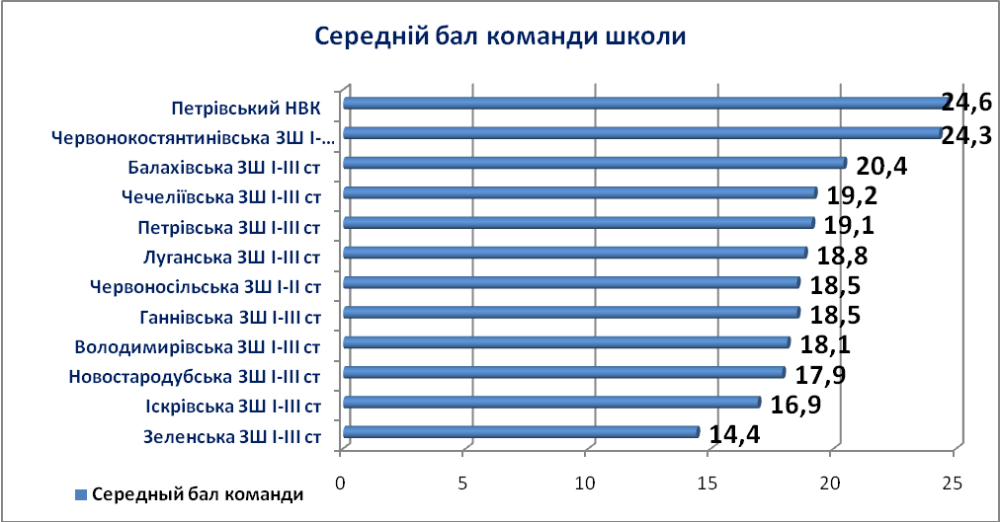 Середній бал команди школи
Петрівський НВК 24,6
Червонокостянтинівська ЗШ І-... 24,3
Балахівська ЗШ І-ІІІ ст 20,4
Чечеліївська ЗШ І-ІІІ ст 19,2
Петрівська ЗШ І-ІІІ ст 19,1
Луганська ЗШ І-ІІІ ст 18,8
Червоносільська ЗШ І-ІІ ст 18,5
Ганнівська ЗШ І-ІІІ ст 18,5
Володимирівська ЗШ І-ІІІ ст 18,1
Новостародубська ЗШ І-ІІІ ст 17,9
Іскрівська ЗШ І-ІІІ ст 16,9
Зеленська ЗШ І-ІІІ ст 14,4
0 5 10 15 20 25
Середный бал команди